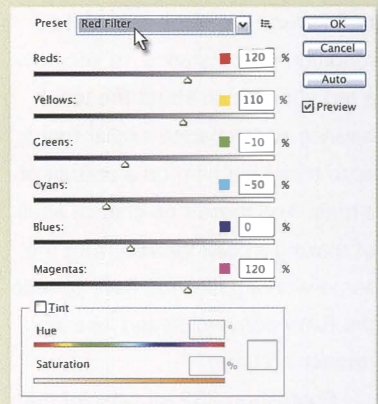 Preset Red Filter OK
Cancel
Reds: 120 %
Auto
Yellows: 110 % Preview
Greens: -10 %
Cyans: -50 %
Blues: 0 %
Magentas: 120 %
Tint
Hue °
Saturation %